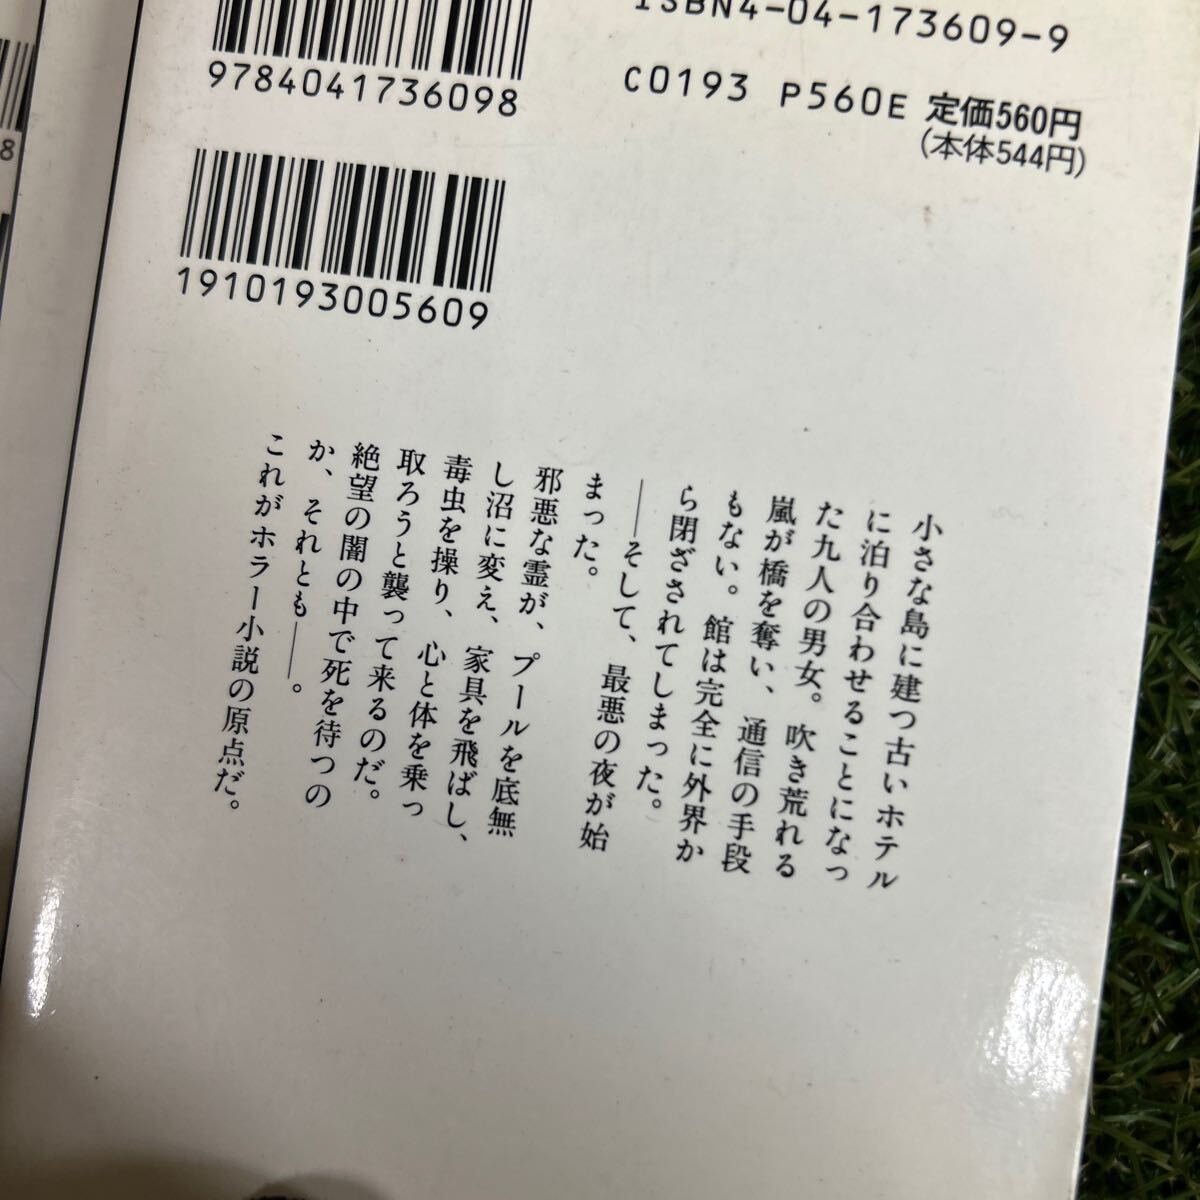 ISBN4-04-173609-9
C0193 P560E 定価560円
(本体544円)
9784041736098
1910193005609
8
小さな島に建つ古いホテル
に泊り合わせることになっ
た九人の男女。吹き荒れる
嵐が橋を奪い、通信の手段
もない。館は完全に外界か
ら閉ざされてしまった。
――そして、最悪の夜が始
まった。
邪悪な霊が、プールを底無
し沼に変え、家具を飛ばし、
毒虫を操り、心と体を乗っ
取ろうと襲って来るのだ。
絶望の闇の中で死を待つの
か、それとも――。
これがホラー小説の原点だ。